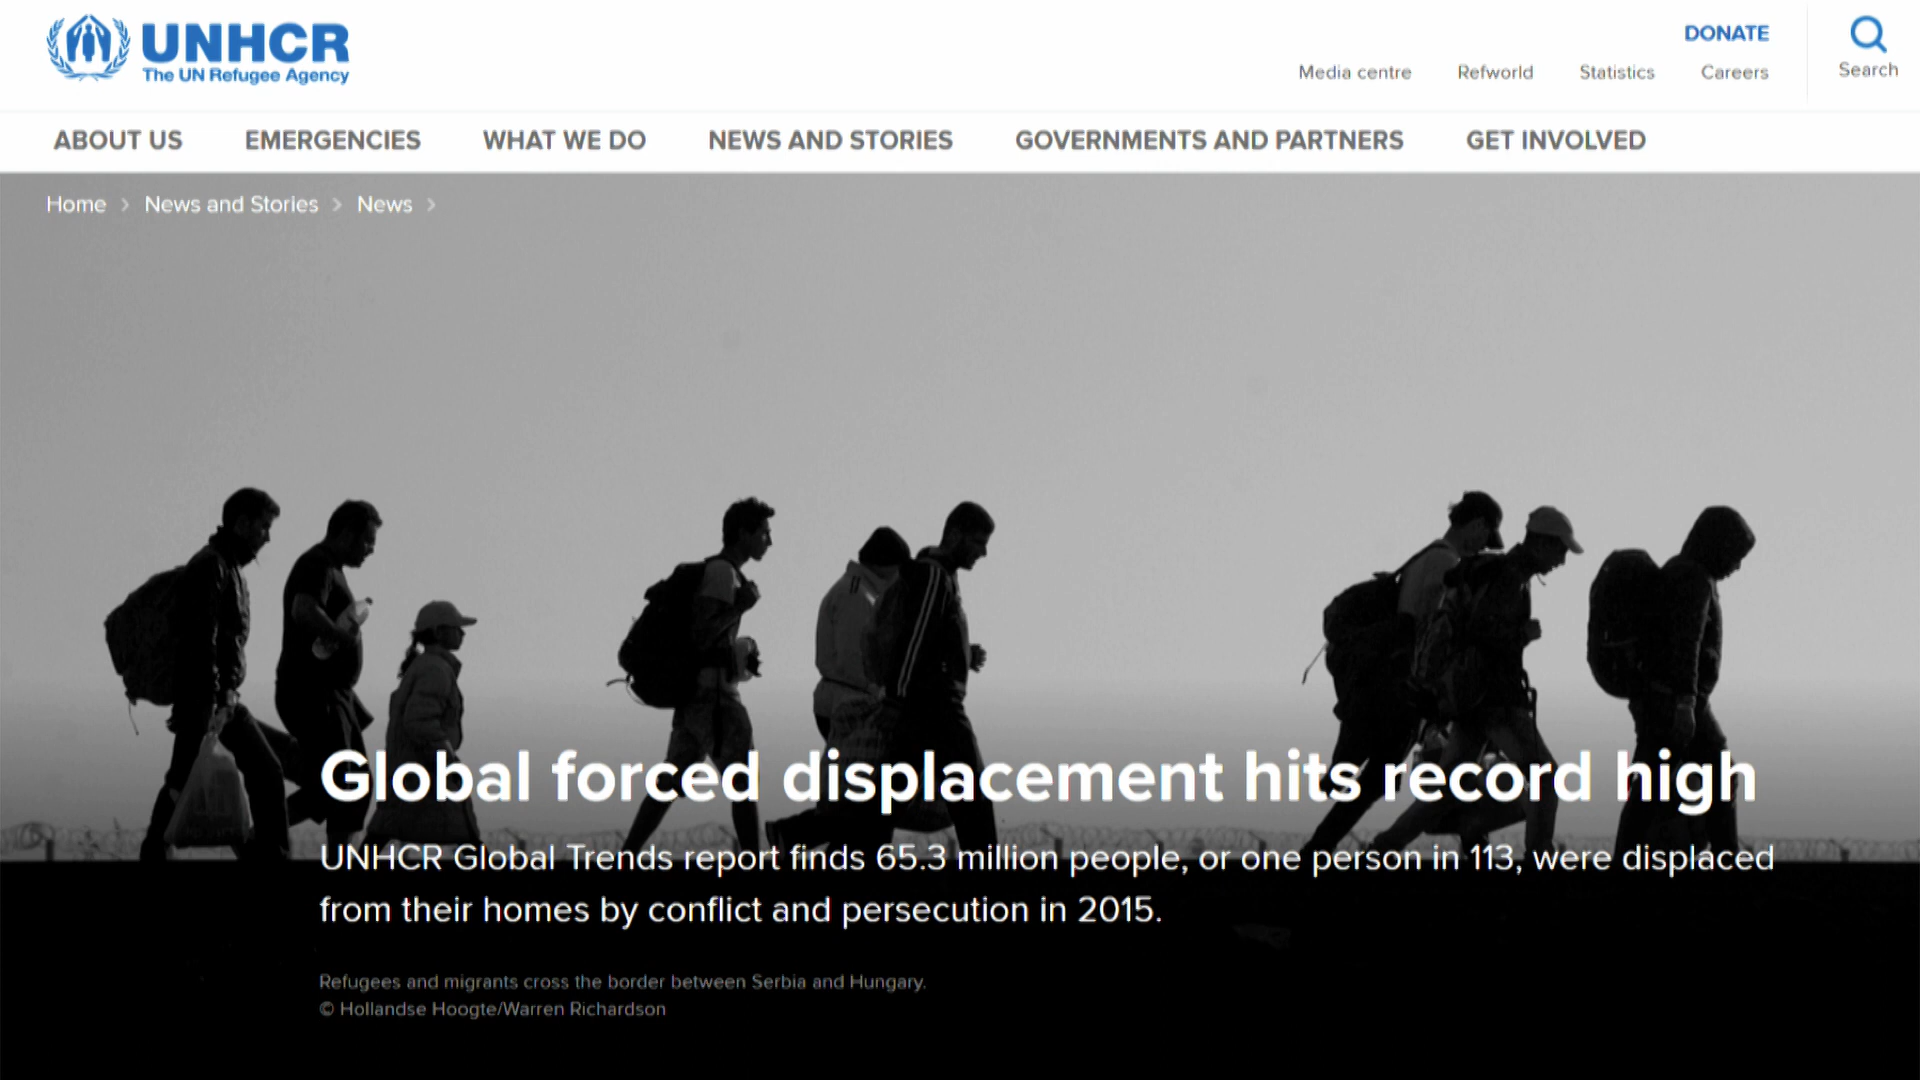 UNHCR
The UN Refugee Agency
DONATE
Media centre Refworld Statistics Careers
Search
ABOUT US EMERGENCIES WHAT WE DO NEWS AND STORIES GOVERNMENTS AND PARTNERS GET INVOLVED
Home > News and Stories > News >
Global forced displacement hits record high
UNHCR Global Trends report finds 65.3 million people, or one person in 113, were displaced
from their homes by conflict and persecution in 2015.
Refugees and migrants cross the border between Serbia and Hungary.
© Hollandse Hoogte/Warren Richardson